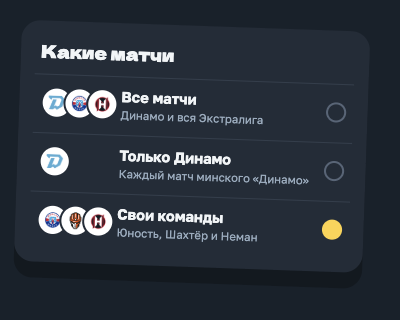 Какие матчи
Все матчи
Динамо и вся Экстралига
Только Динамо
Каждый матч минского «Динамо»
Свои команды
Юность, Шахтёр и Неман